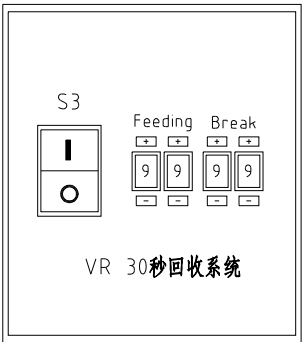 S3
Feeding Break
+ + + +
I
9 9 9 9
O
- - - -
VR 30秒回收系统